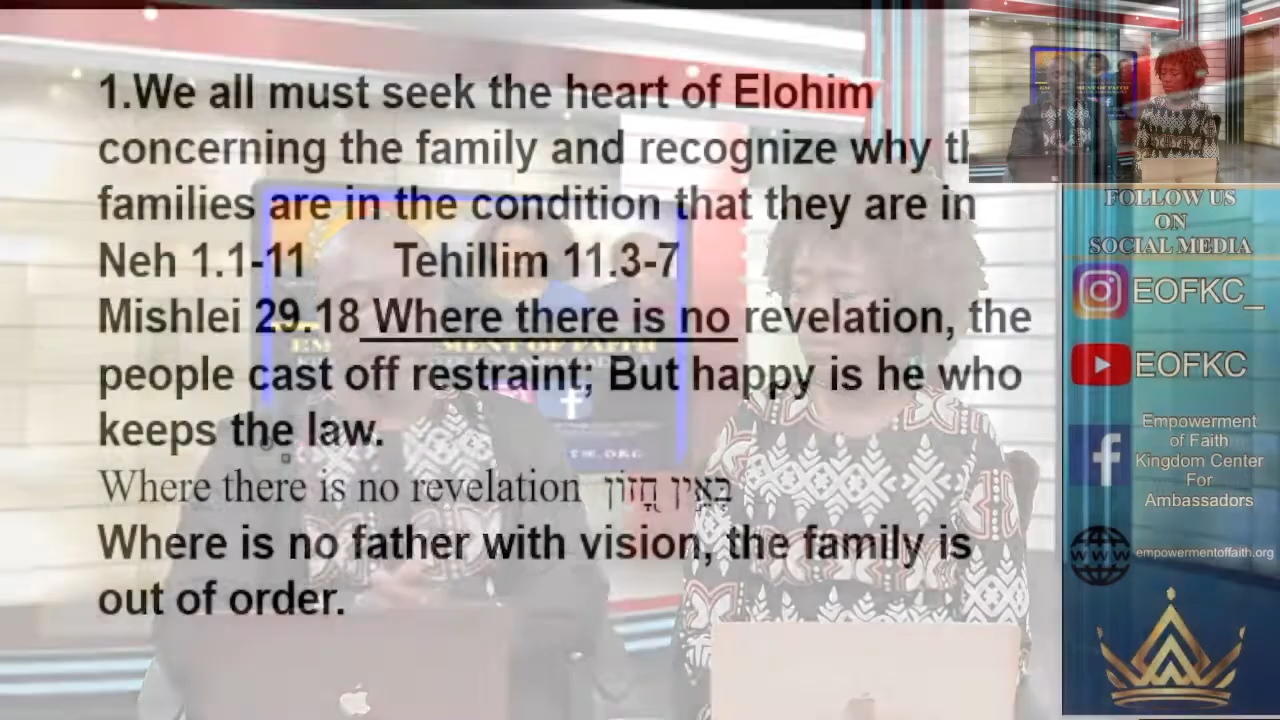 1.We all must seek the heart of Elohim
concerning the family and recognize why th
families are in the condition that they are in
Neh 1.1-11 Tehillim 11.3-7
Mishlei 29.18 Where there is no revelation, the
people cast off restraint; But happy is he who
keeps the law.
Where there is no revelation בְּאֵין חָזוֹן
Where is no father with vision, the family is
out of order.
FOLLOW US
ON
SOCIAL MEDIA
EOFKC_
EOFKC
Empowerment
of Faith
Kingdom Center
For
Ambassadors
www
empowermentoffaith.org
MENT OF FAITH